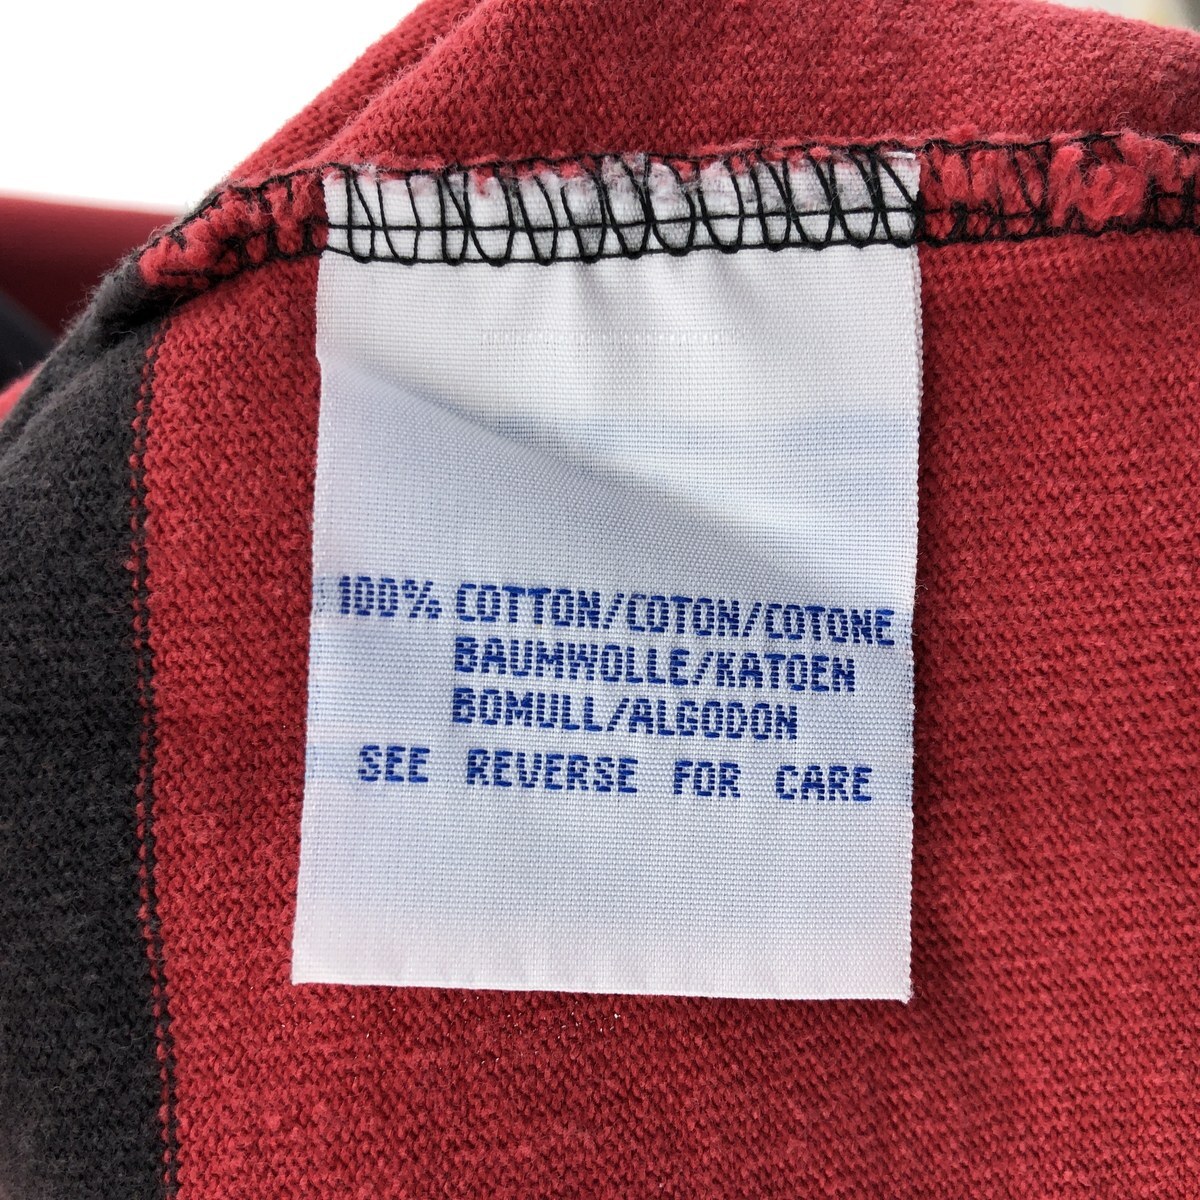 100% COTTON/COTON/COTONE
BAUMWOLLE/KATOEN
BOMULL/ALGODON
SEE REVERSE FOR CARE